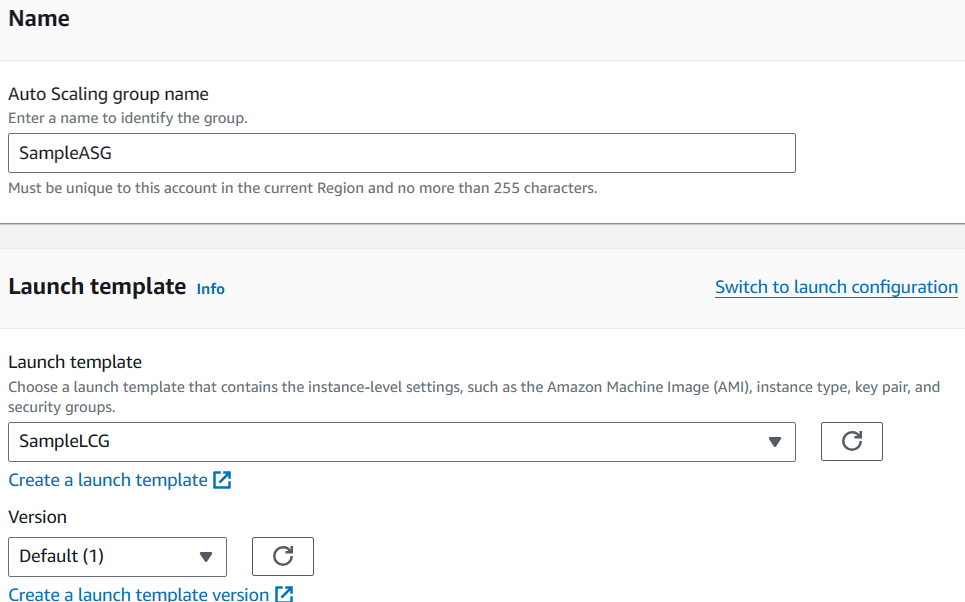 Name
Auto Scaling group name
Enter a name to identify the group.
SampleASG
Must be unique to this account in the current Region and no more than 255 characters.
Launch template Info
Switch to launch configuration
Launch template
Choose a launch template that contains the instance-level settings, such as the Amazon Machine Image (AMI), instance type, key pair, and
security groups.
SampleLCG
Create a launch template
Version
Default (1)
Create a launch template version